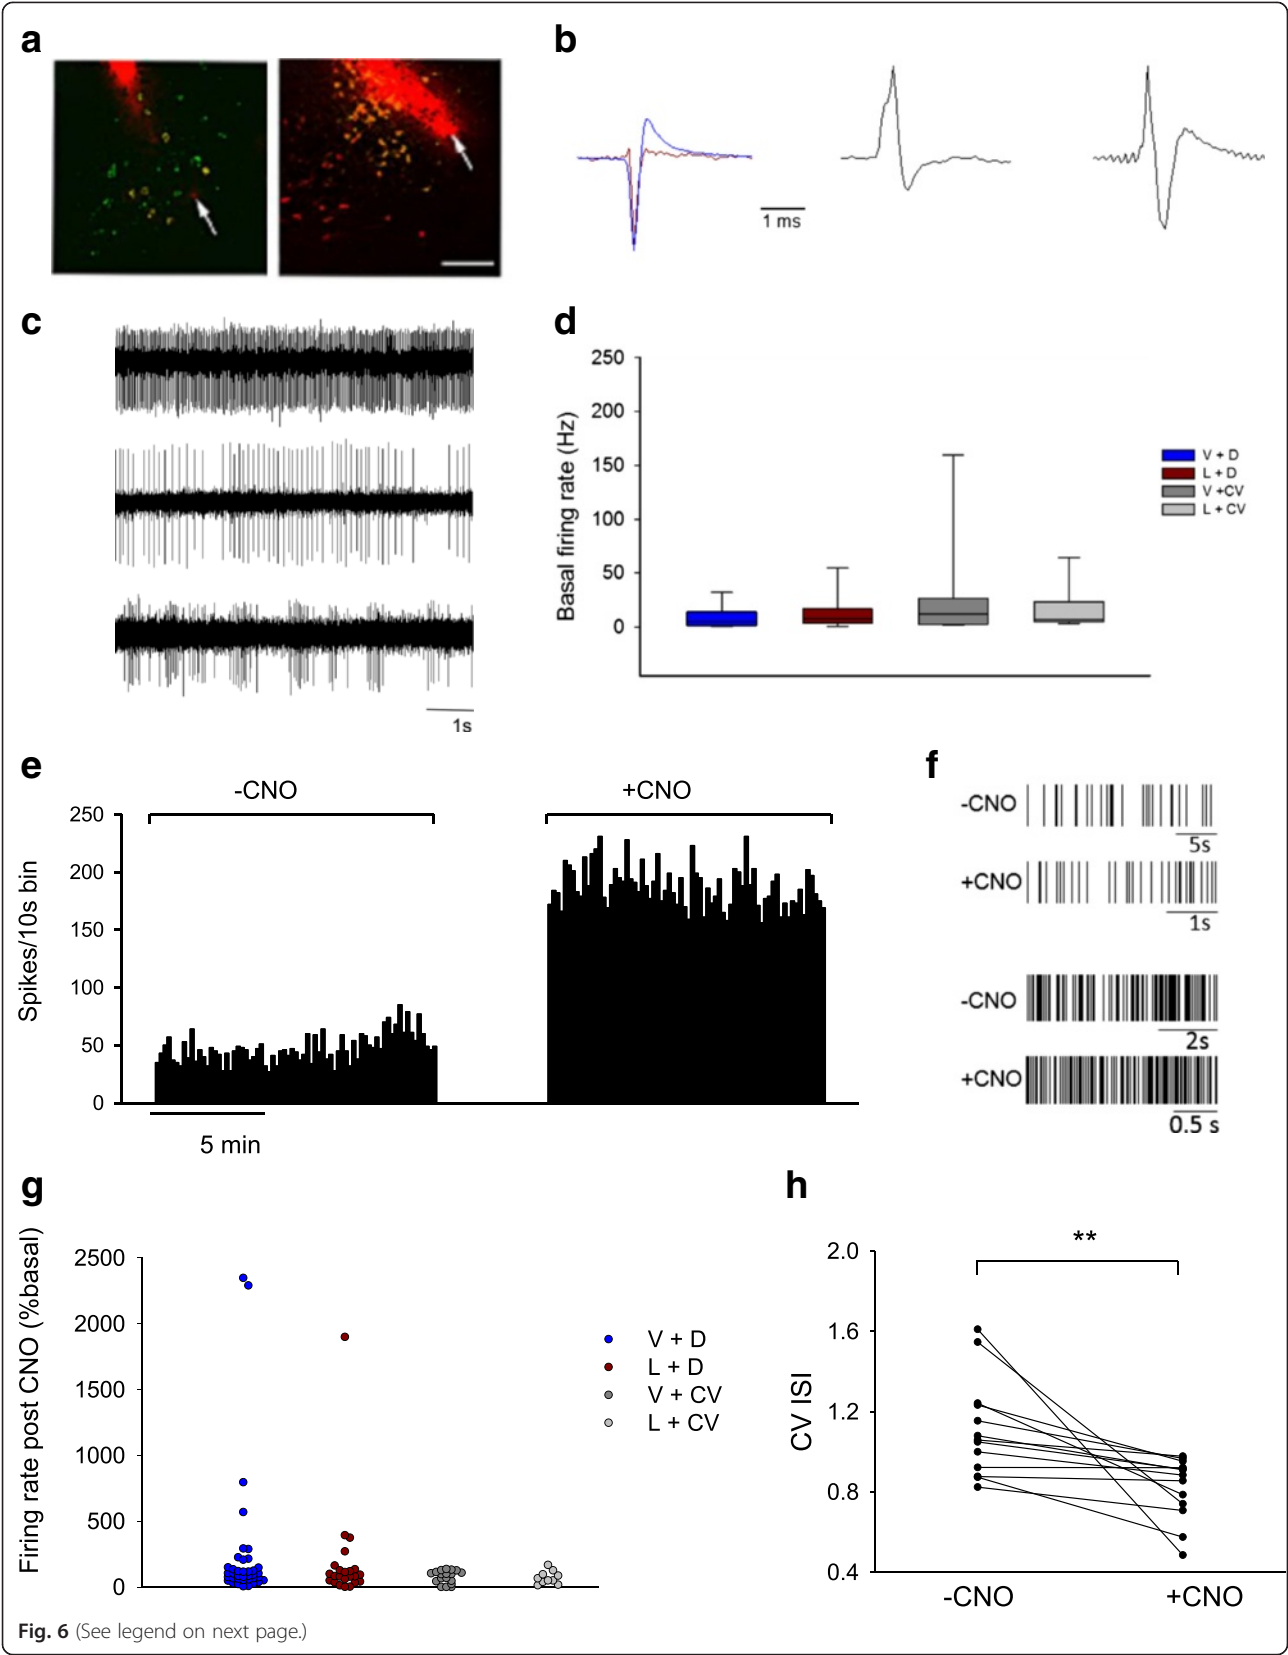 a
b
1 ms
c
1s
d
Basal firing rate (Hz)
250
200
150
100
50
0
V + D
L + D
V +CV
L + CV
e
-CNO
+CNO
Spikes/10s bin
250
200
150
100
50
0
5 min
f
-CNO
5s
+CNO
1s
-CNO
2s
+CNO
0.5 s
g
Firing rate post CNO (%basal)
2500
2000
1500
1000
500
0
V + D
L + D
V + CV
L + CV
h
**
CV ISI
2.0
1.6
1.2
0.8
0.4
-CNO
+CNO
Fig. 6 (See legend on next page.)